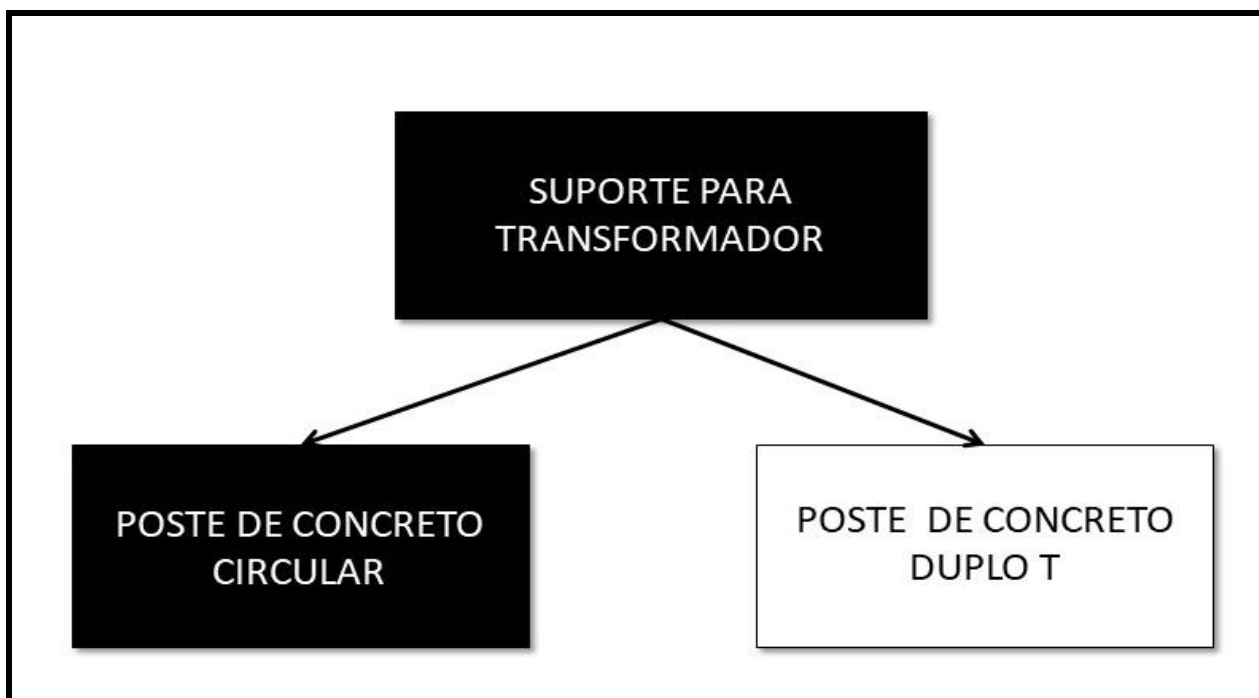 SUPORTE PARA
TRANSFORMADOR
POSTE DE CONCRETO
CIRCULAR
POSTE DE CONCRETO
DUPLO T